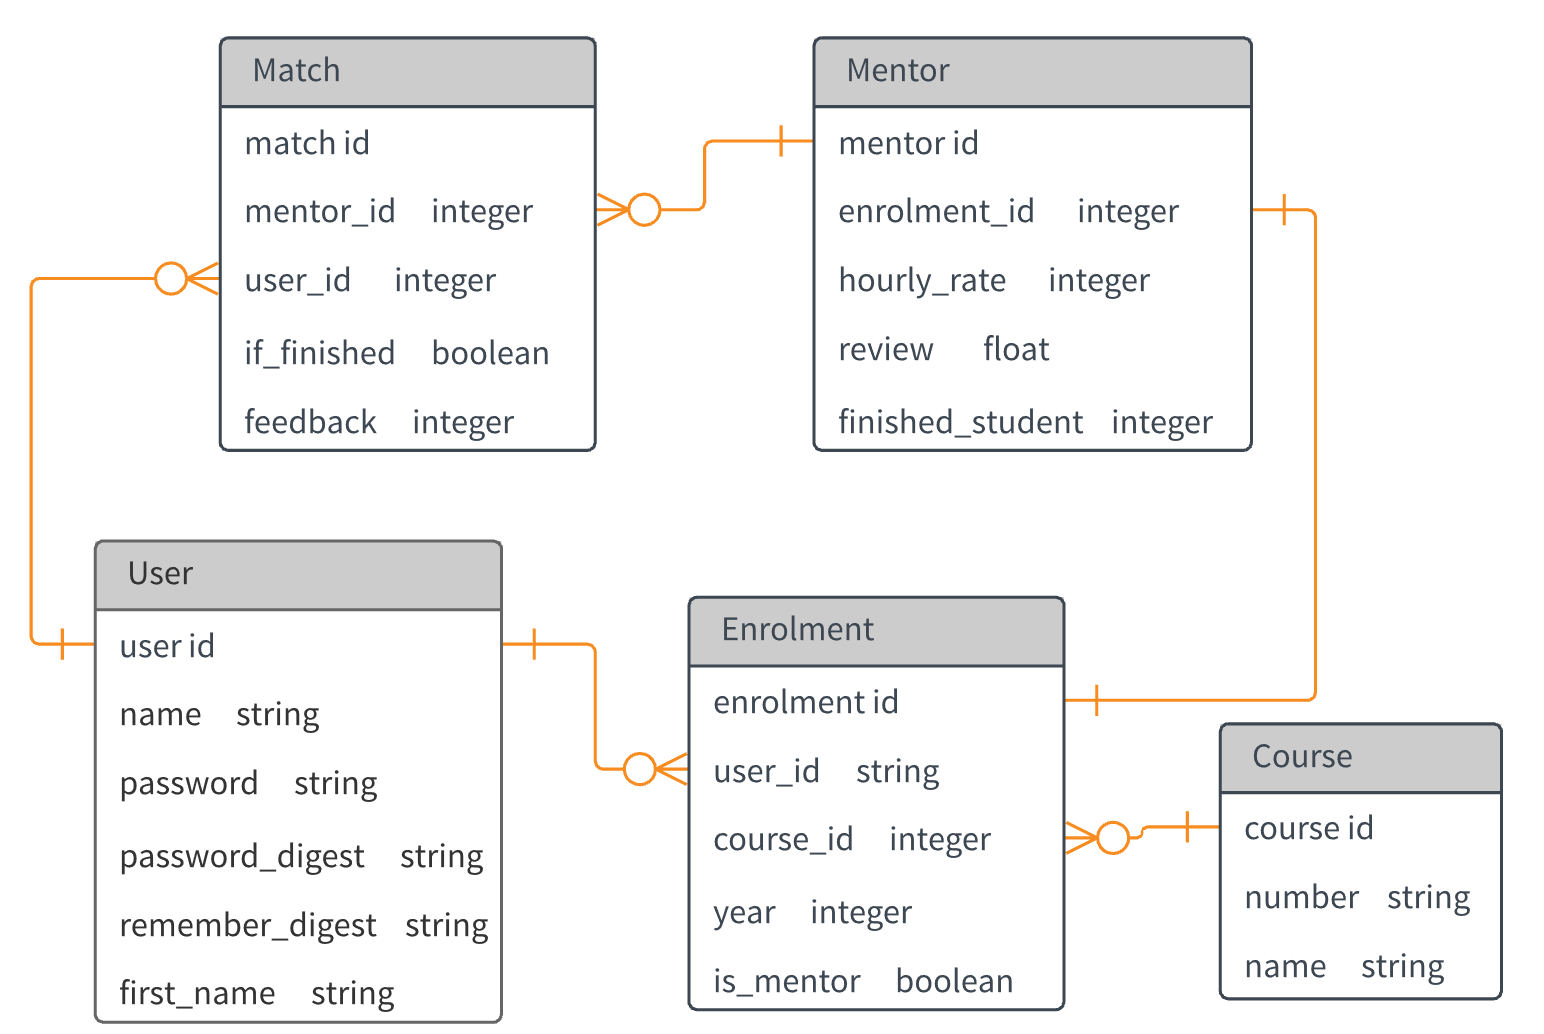 Match
match id
mentor_id integer
user_id integer
if_finished boolean
feedback integer
Mentor
mentor id
enrolment_id integer
hourly_rate integer
review float
finished_student integer
User
user id
name string
password string
password_digest string
remember_digest string
first_name string
Enrolment
enrolment id
user_id string
course_id integer
year integer
is_mentor boolean
Course
course id
number string
name string